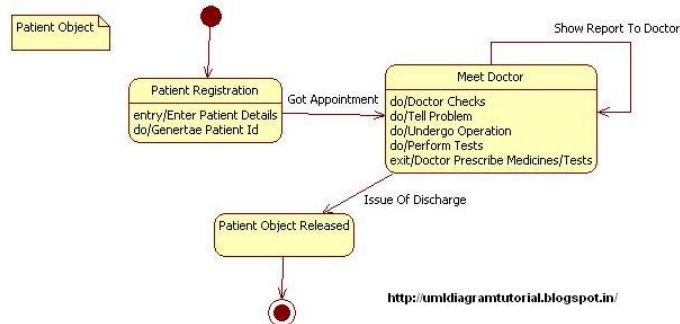 Patient Object
Show Report To Doctor
Patient Registration
entry/Enter Patient Details
do/Genertae Patient Id
Got Appointment
Meet Doctor
do/Doctor Checks
do/Tell Problem
do/Undergo Operation
do/Perform Tests
exit/Doctor Prescribe Medicines/Tests
Issue Of Discharge
Patient Object Released
http://umldiagramtutorial.blogspot.in/